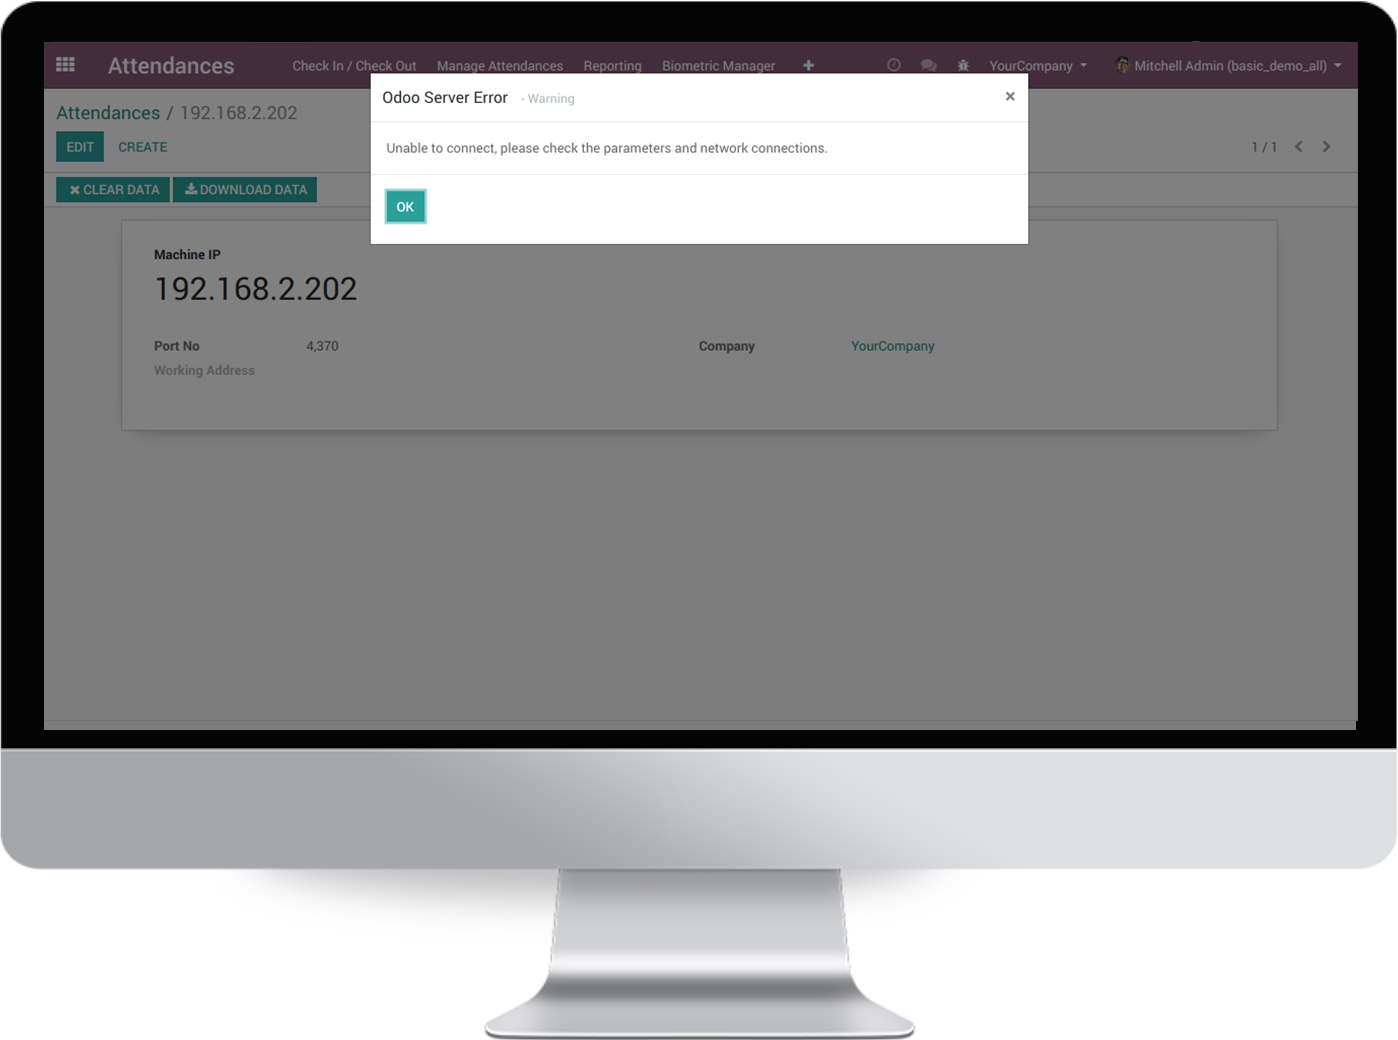 Attendances Check In / Check Out Manage Attendances Reporting Biometric Manager YourCompany Mitchell Admin (basic_demo_all)
Odoo Server Error - Warning ×
Attendances / 192.168.2.202
Unable to connect, please check the parameters and network connections.
EDIT CREATE 1 / 1
CLEAR DATA DOWNLOAD DATA
OK
Machine IP
192.168.2.202
Port No 4,370 Company YourCompany
Working Address